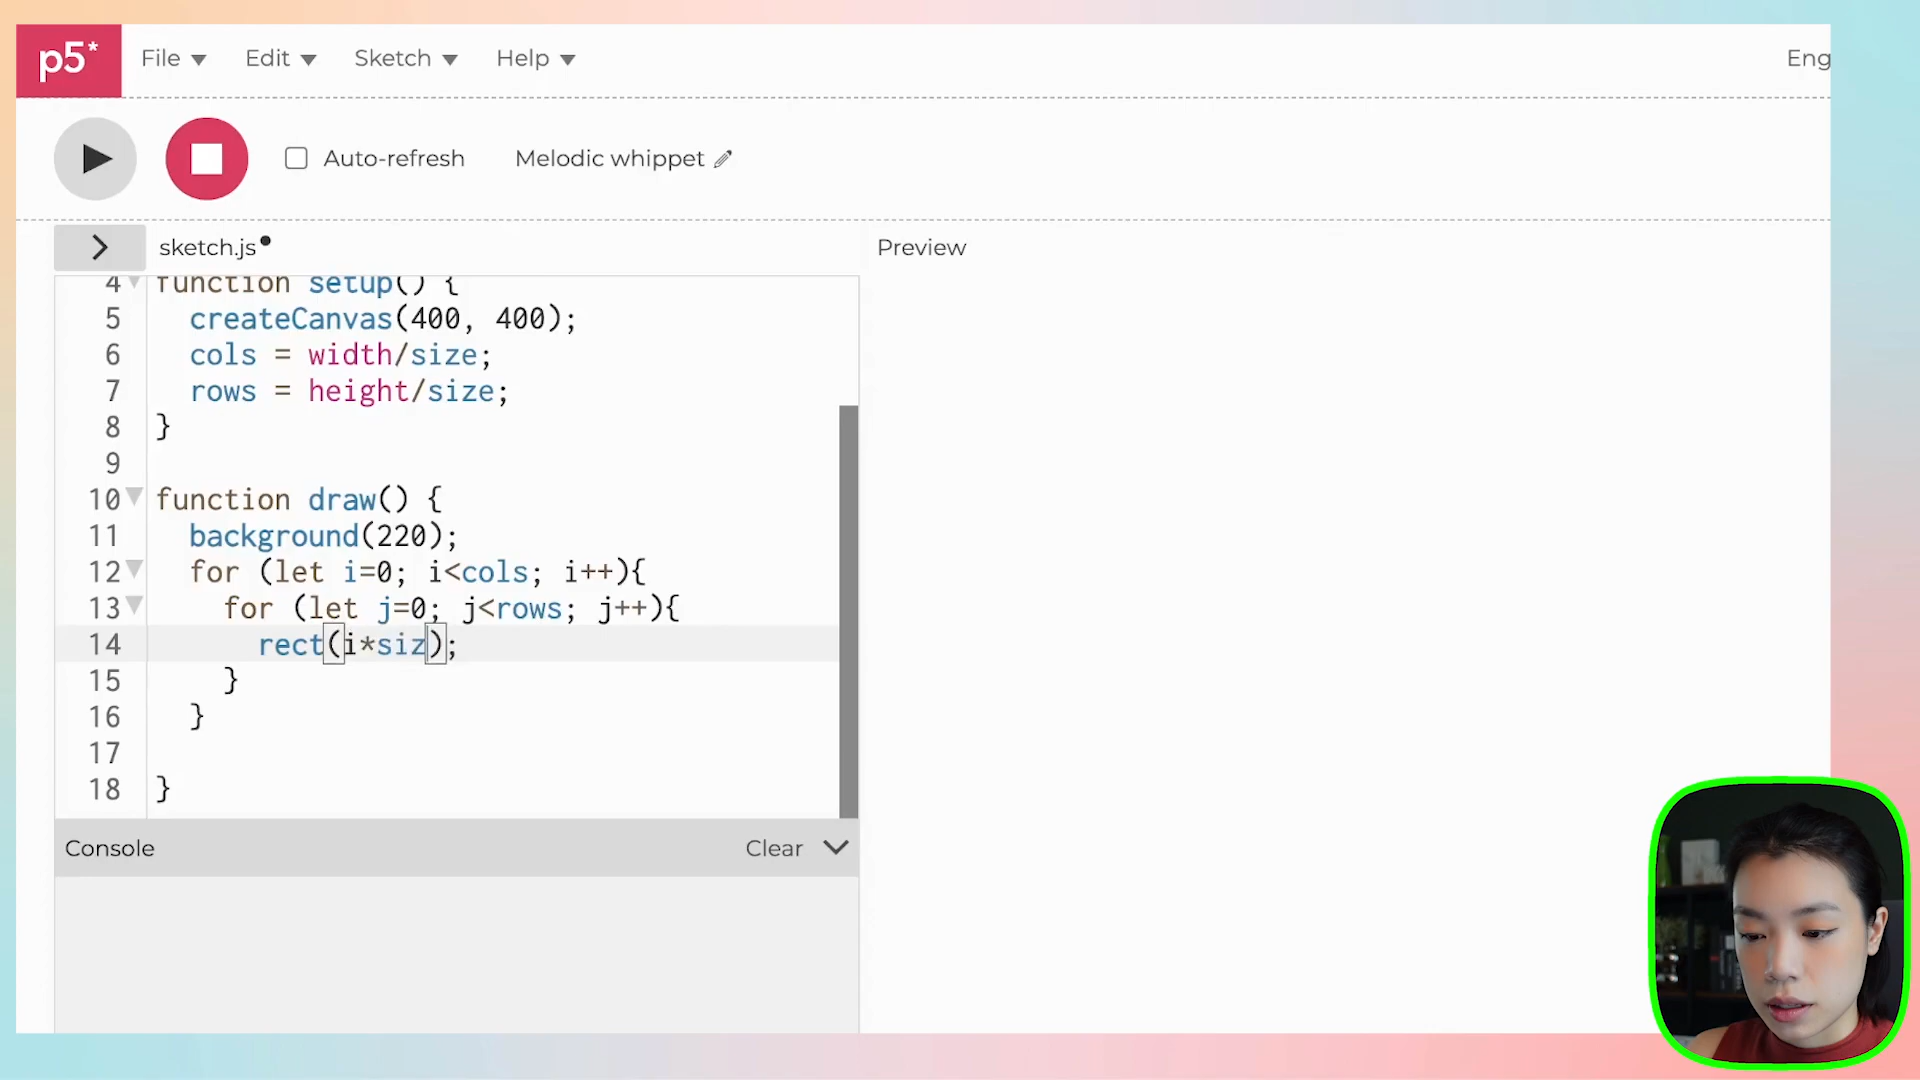 p5* File Edit Sketch Help Eng
Auto-refresh Melodic whippet
sketch.js Preview
4 function setup() {
5 createCanvas(400, 400);
6 cols = width/size;
7 rows = height/size;
8 }
9
10 function draw() {
11 background(220);
12 for (let i=0; i<cols; i++){
13 for (let j=0; j<rows; j++){
14 rect(i*siz);
15 }
16 }
17
18 }
Console Clear